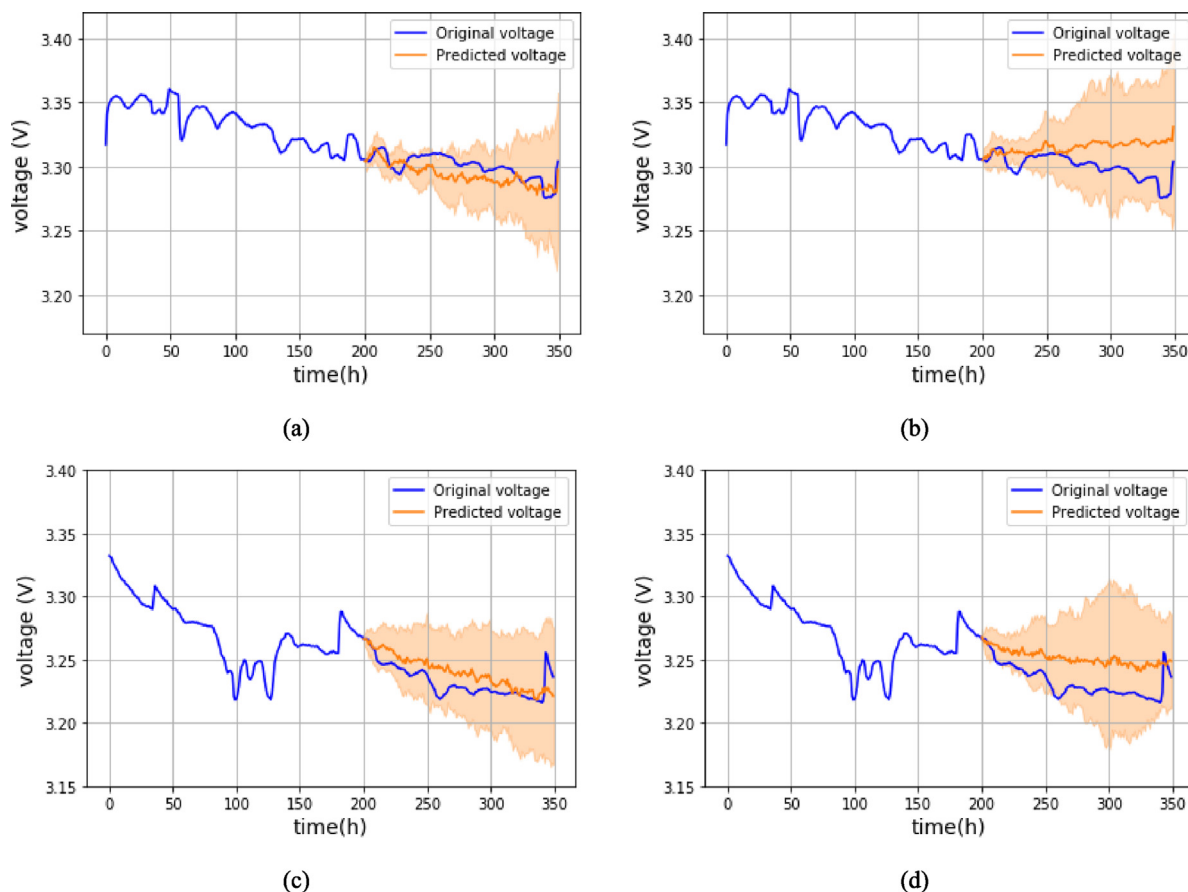 3.40
3.35
3.30
3.25
3.20
voltage (V)
Original voltage
Predicted voltage
0 50 100 150 200 250 300 350
time(h)
(a)
3.40
3.35
3.30
3.25
3.20
voltage (V)
Original voltage
Predicted voltage
0 50 100 150 200 250 300 350
time(h)
(b)
3.40
3.35
3.30
3.25
3.20
3.15
voltage (V)
Original voltage
Predicted voltage
0 50 100 150 200 250 300 350
time(h)
(c)
3.40
3.35
3.30
3.25
3.20
3.15
voltage (V)
Original voltage
Predicted voltage
0 50 100 150 200 250 300 350
time(h)
(d)